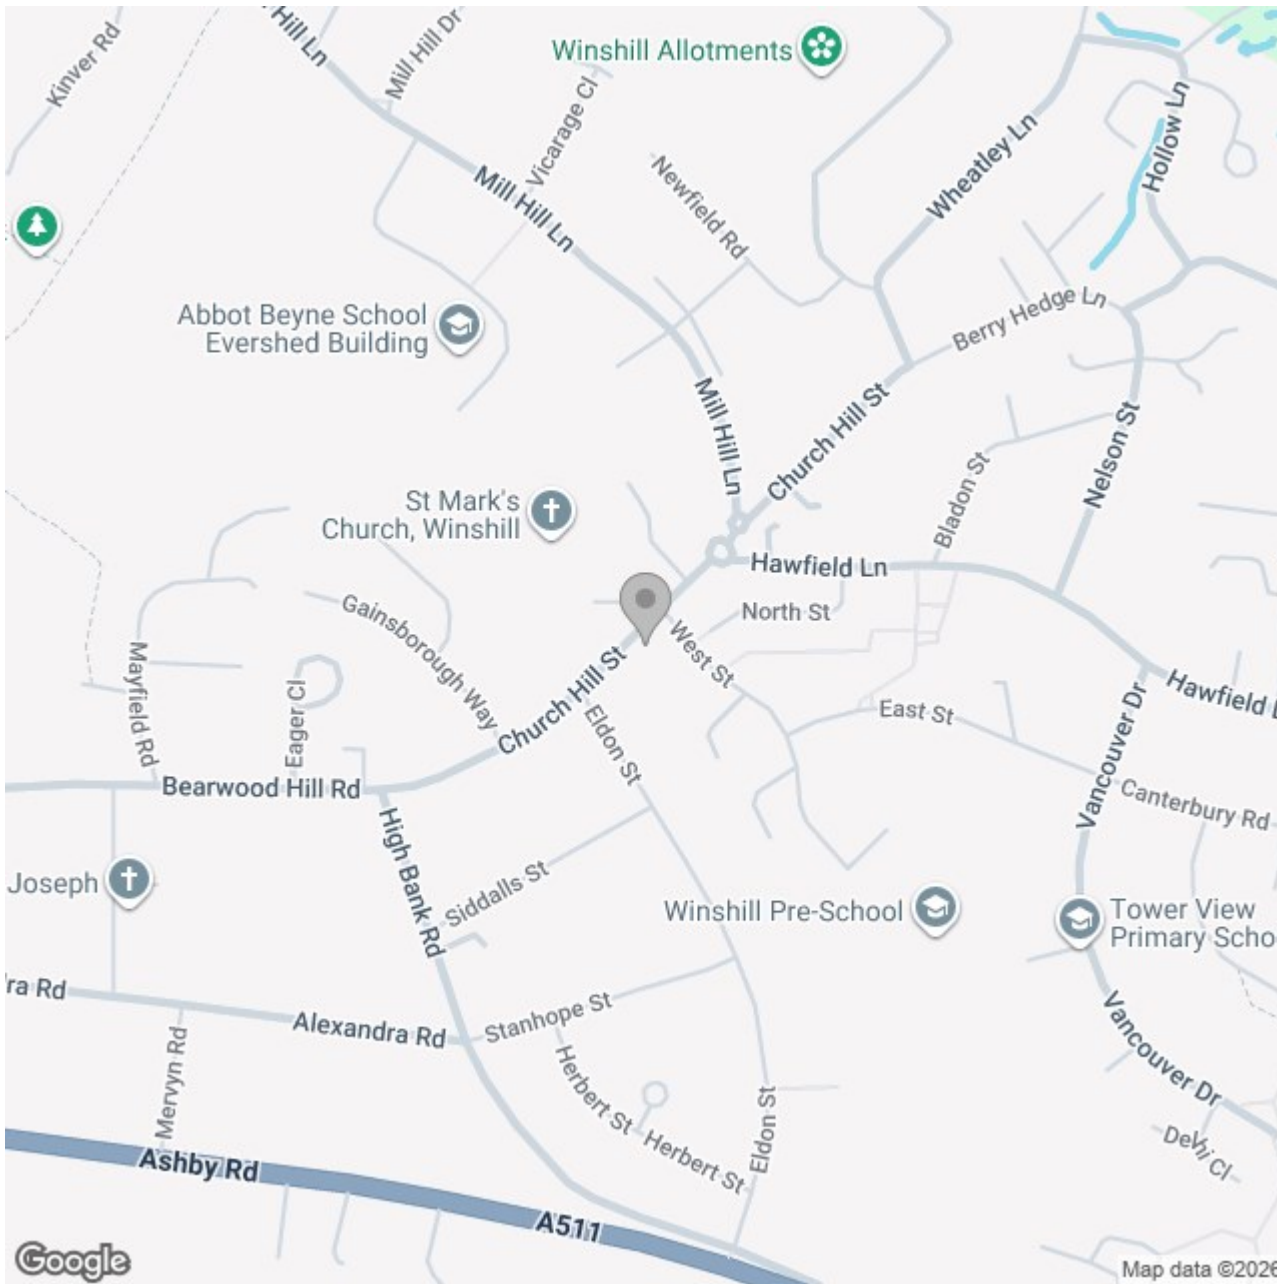 Kinver Rd
Hill Ln
Mill Hill Dr
Winshill Allotments
Vicarage Cl
Mill Hill Ln
Newfield Rd
Wheatley Ln
Hollow Ln
Abbot Beyne School
Evershed Building
Berry Hedge Ln
Mill Hill Ln
Church Hill St
Nelson St
Bladon St
St Mark's
Church, Winshill
Hawfield Ln
Gainsborough Way
North St
West St
Mayfield Rd
Eager Cl
Church Hill St
Eldon St
East St
Hawfield L
Vancouver Dr
Bearwood Hill Rd
Canterbury Rd
High Bank Rd
Joseph
Siddalls St
Winshill Pre-School
Tower View
Primary Scho
ra Rd
Alexandra Rd
Stanhope St
Vancouver Dr
Mervyn Rd
Herbert St
Herbert St
Eldon St
Delhi Cl
Ashby Rd
A511
Google
Map data ©2026